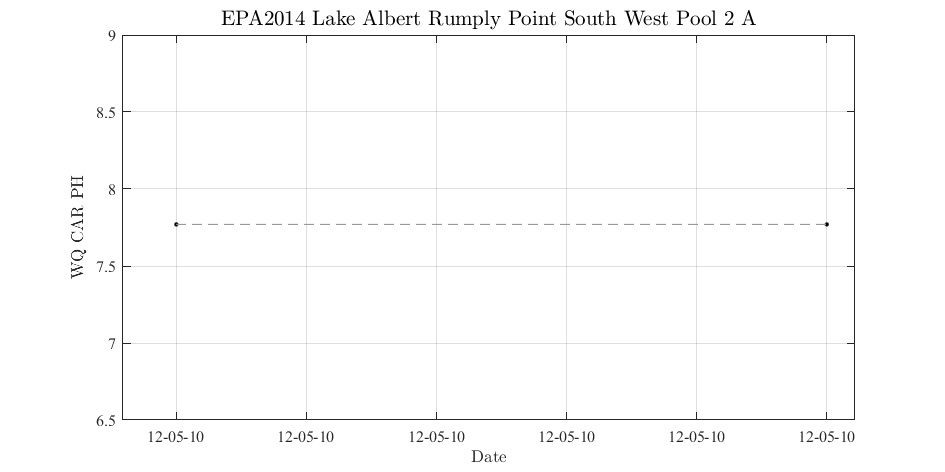 EPA2014 Lake Albert Rumply Point South West Pool 2 A
9
8.5
8
7.5
7
6.5
WQ CAR PH
12-05-10 12-05-10 12-05-10 12-05-10 12-05-10 12-05-10
Date